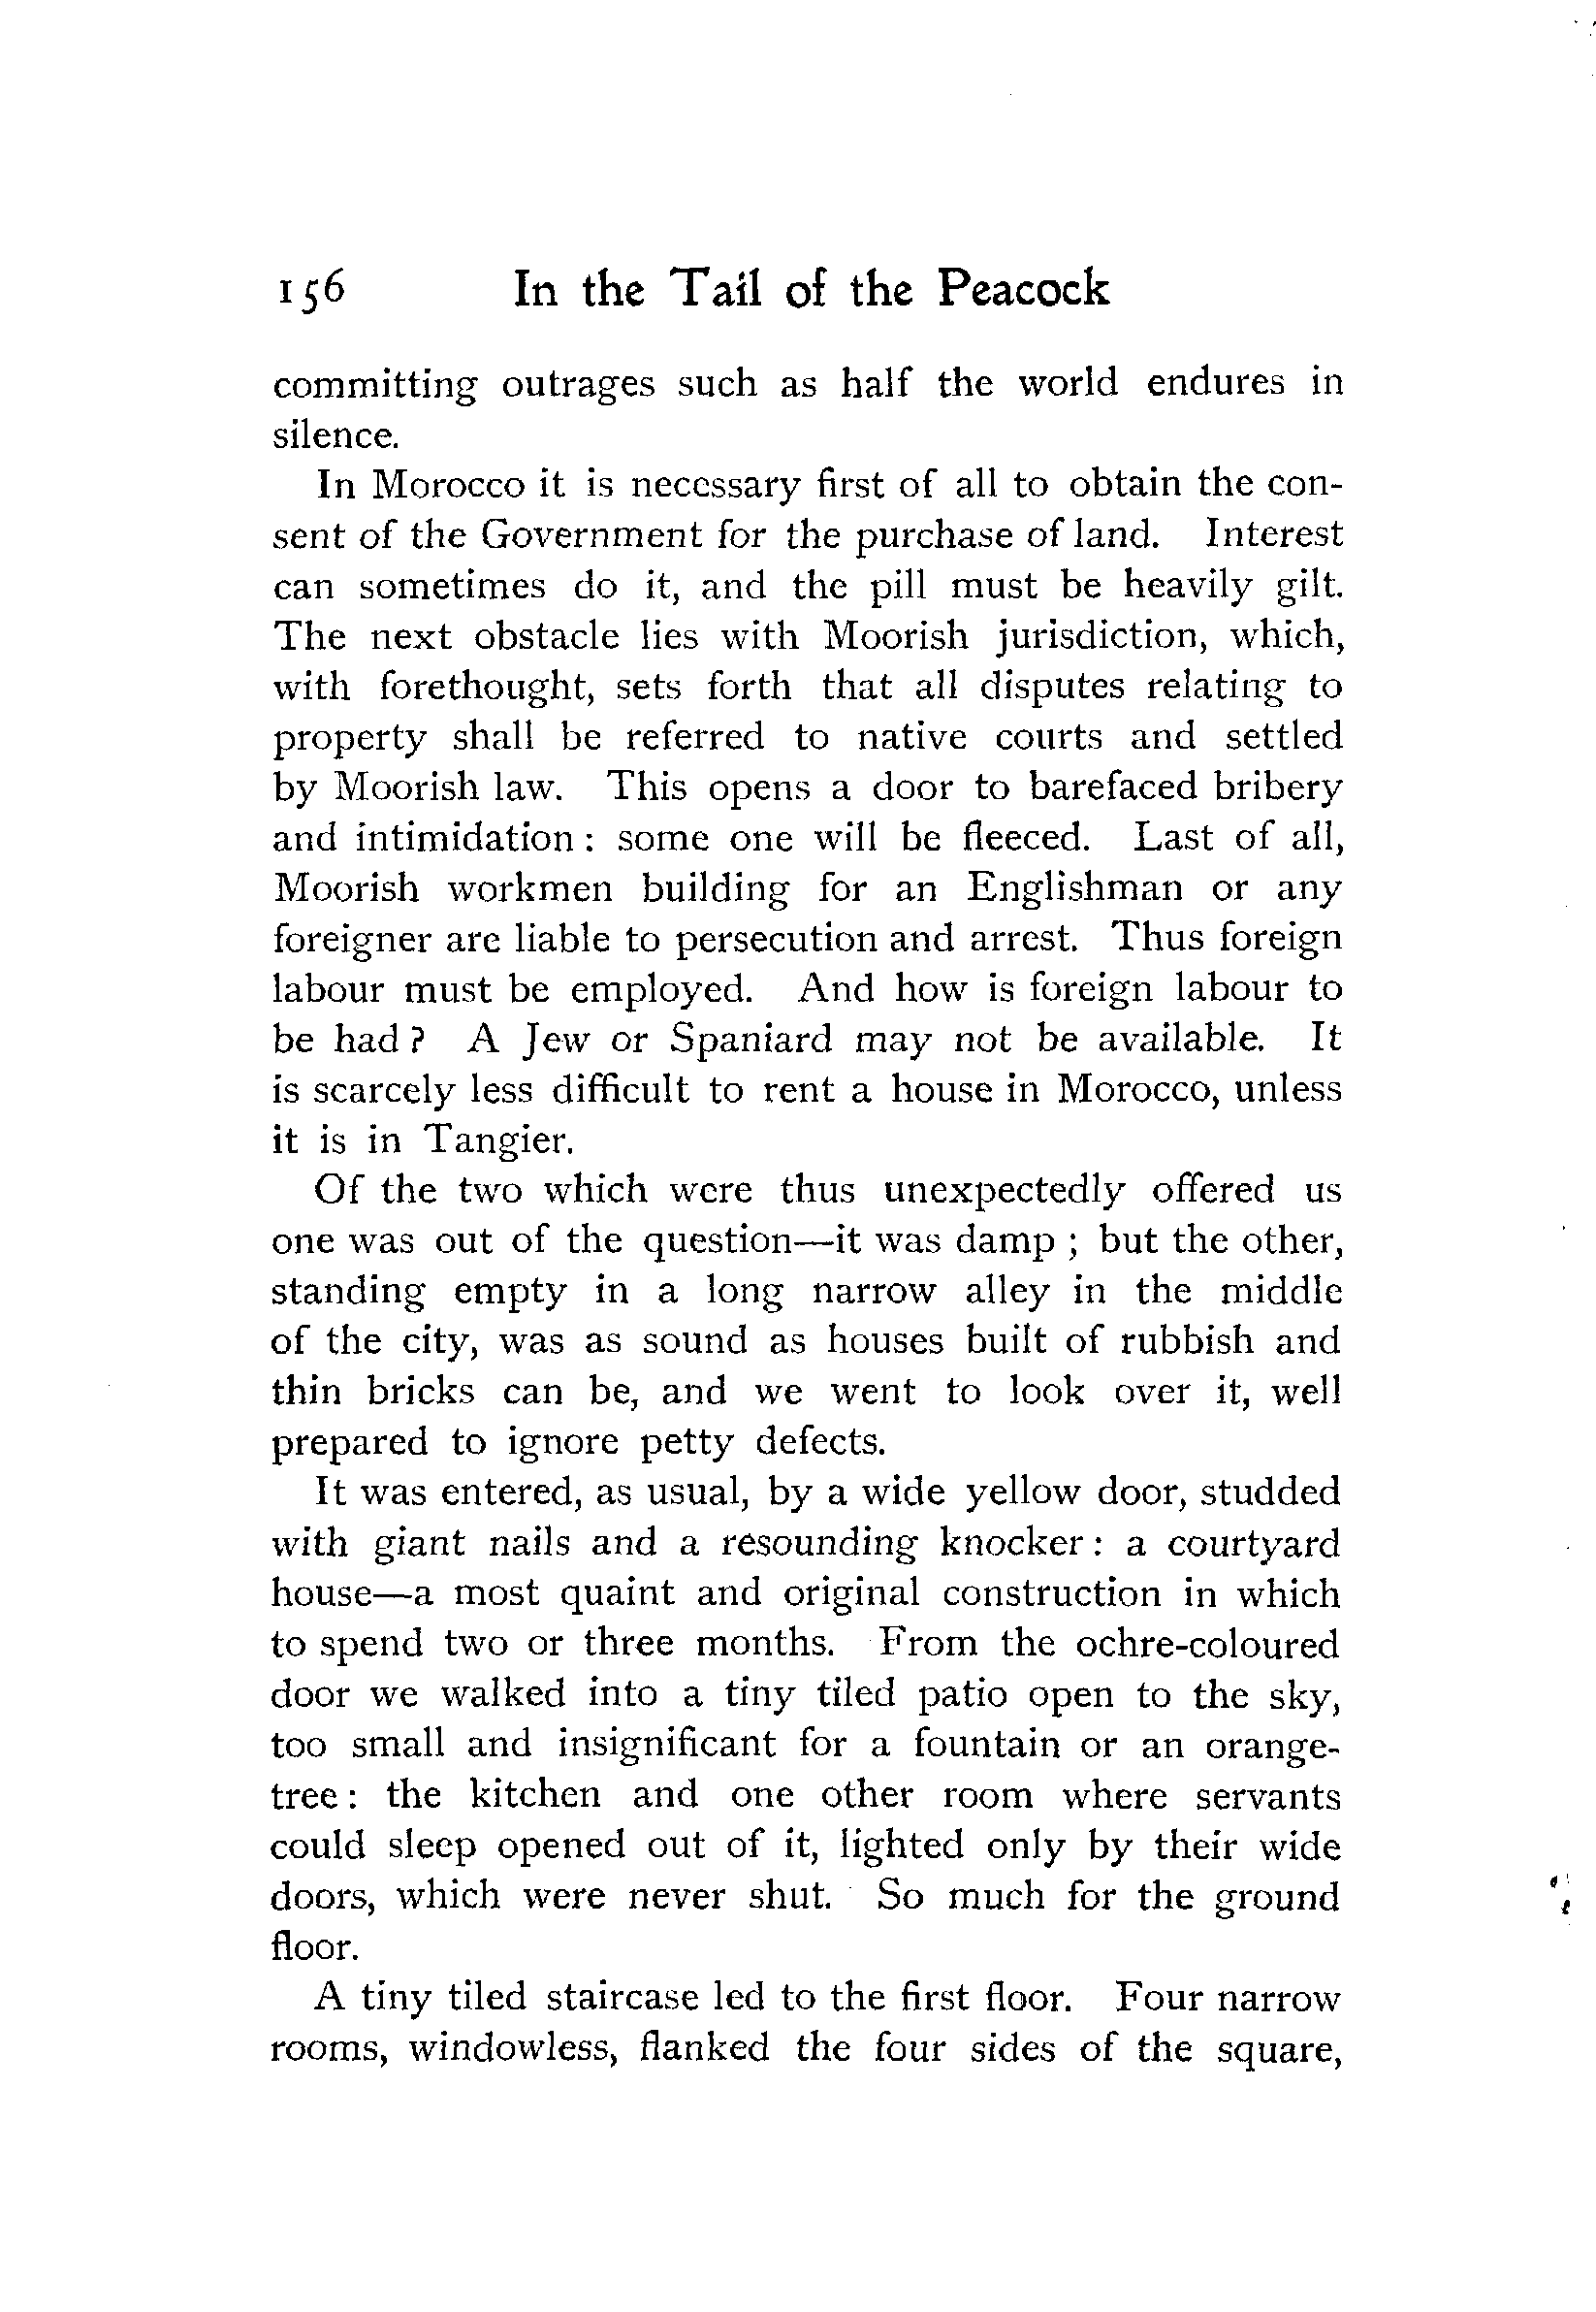 156 In the Tail of the Peacock
committing outrages such as half the world endures in
silence.
In Morocco it is necessary first of all to obtain the con-
sent of the Government for the purchase of land. Interest
can sometimes do it, and the pill must be heavily gilt.
The next obstacle lies with Moorish jurisdiction, which,
with forethought, sets forth that all disputes relating to
property shall be referred to native courts and settled
by Moorish law. This opens a door to barefaced bribery
and intimidation : some one will be fleeced. Last of all,
Moorish workmen building for an Englishman or any
foreigner are liable to persecution and arrest. Thus foreign
labour must be employed. And how is foreign labour to
be had ? A Jew or Spaniard may not be available. It
is scarcely less difficult to rent a house in Morocco, unless
it is in Tangier.
Of the two which were thus unexpectedly offered us
one was out of the question—it was damp ; but the other,
standing empty in a long narrow alley in the middle
of the city, was as sound as houses built of rubbish and
thin bricks can be, and we went to look over it, well
prepared to ignore petty defects.
It was entered, as usual, by a wide yellow door, studded
with giant nails and a resounding knocker : a courtyard
house—a most quaint and original construction in which
to spend two or three months. From the ochre-coloured
door we walked into a tiny tiled patio open to the sky,
too small and insignificant for a fountain or an orange-
tree : the kitchen and one other room where servants
could sleep opened out of it, lighted only by their wide
doors, which were never shut. So much for the ground
floor.
A tiny tiled staircase led to the first floor. Four narrow
rooms, windowless, flanked the four sides of the square,